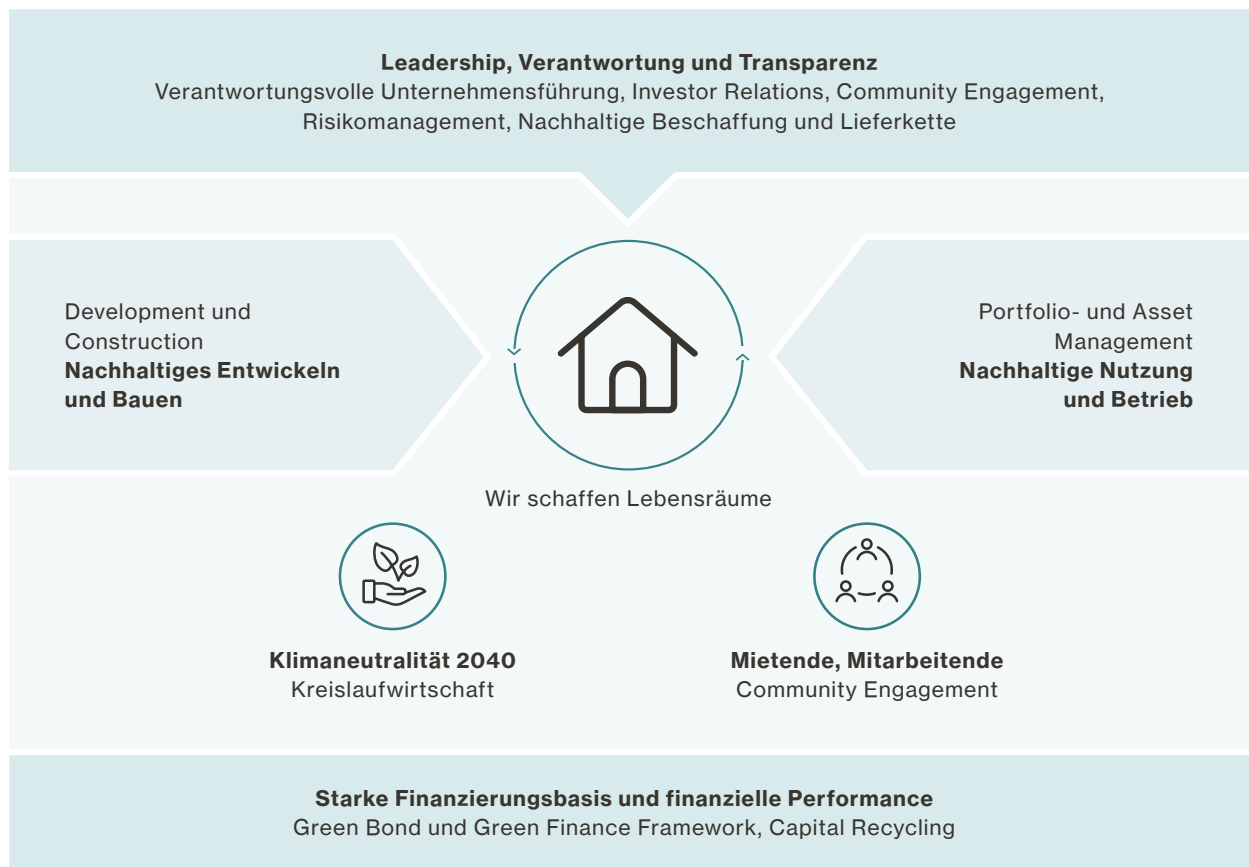 Leadership, Verantwortung und Transparenz
Verantwortungsvolle Unternehmensführung, Investor Relations, Community Engagement,
Risikomanagement, Nachhaltige Beschaffung und Lieferkette
Development und
Construction
Nachhaltiges Entwickeln
und Bauen
Portfolio- und Asset
Management
Nachhaltige Nutzung
und Betrieb
Wir schaffen Lebensräume
Klimaneutralität 2040
Kreislaufwirtschaft
Mietende, Mitarbeitende
Community Engagement
Starke Finanzierungsbasis und finanzielle Performance
Green Bond und Green Finance Framework, Capital Recycling